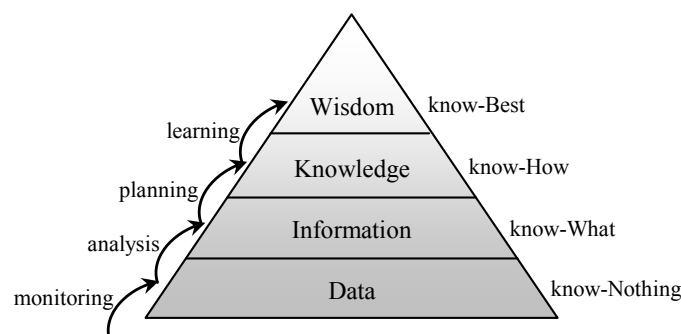 Wisdom
know-Best
learning
Knowledge
know-How
planning
Information
know-What
analysis
Data
know-Nothing
monitoring